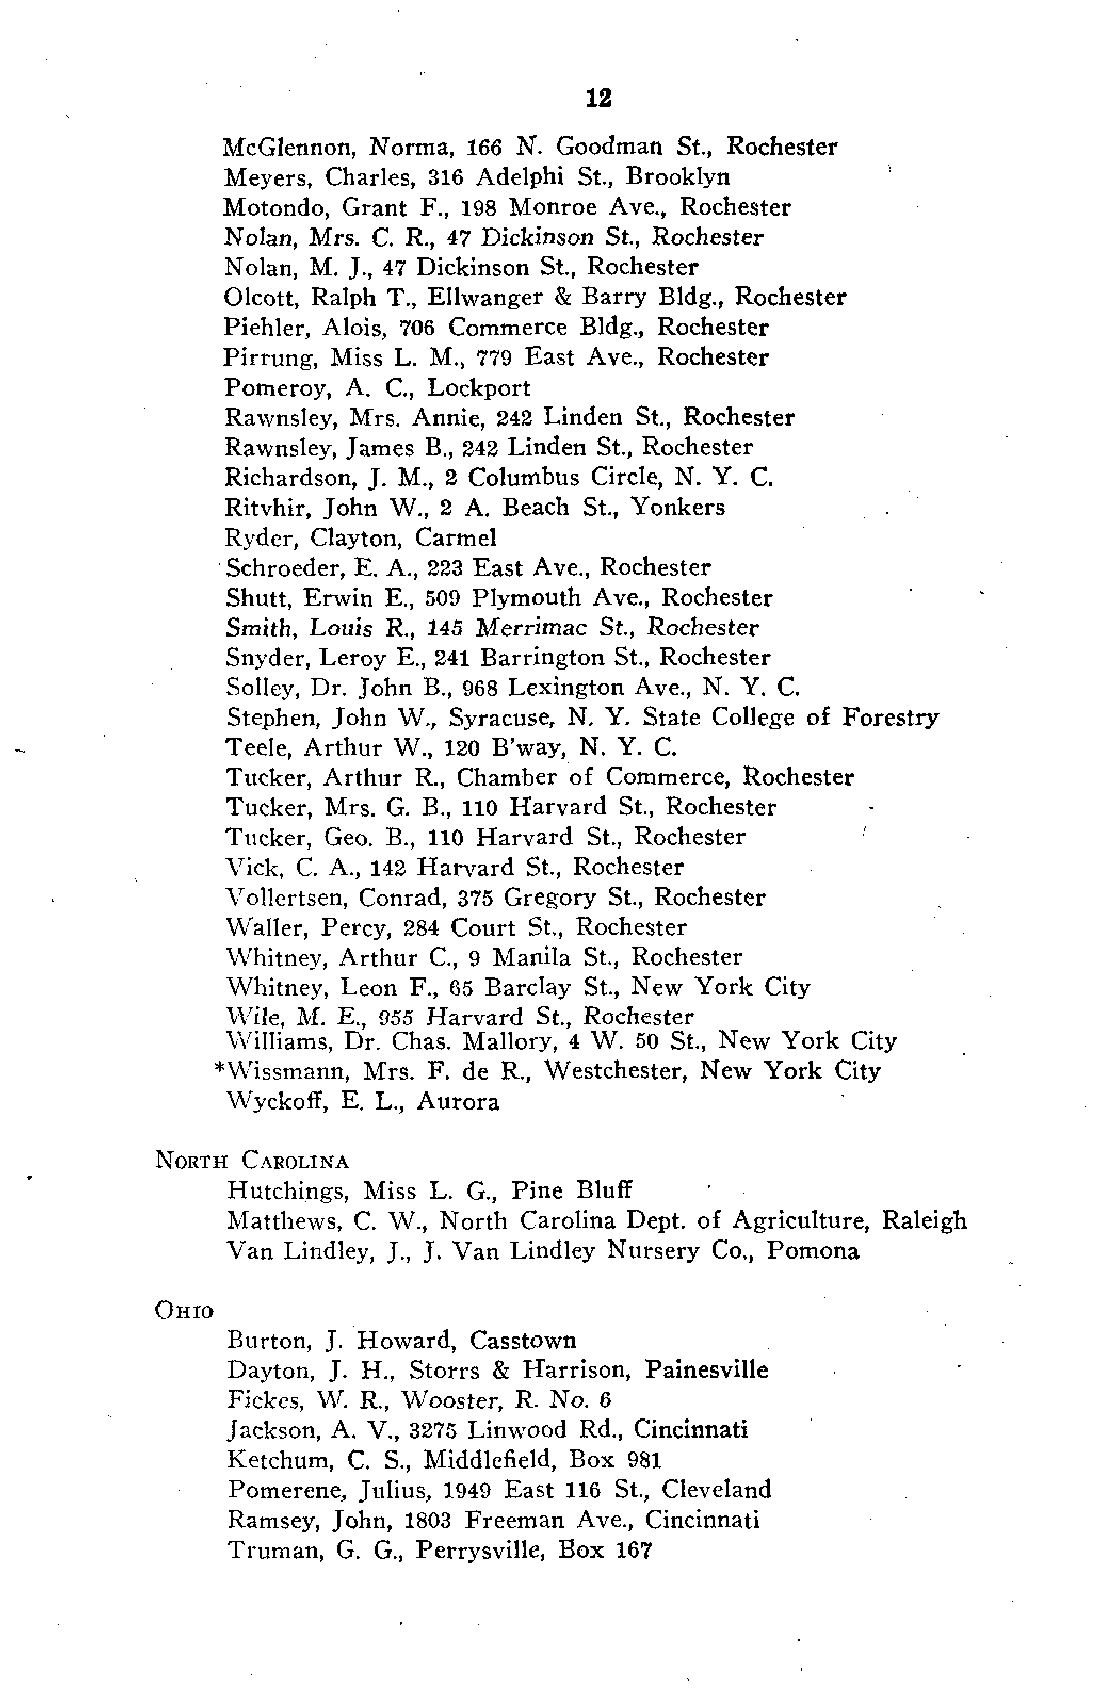 12
McGlennon, Norma, 166 N. Goodman St., Rochester
Meyers, Charles, 316 Adelphi St., Brooklyn
Motondo, Grant F., 198 Monroe Ave., Rochester
Nolan, Mrs. C. R., 47 Dickinson St., Rochester
Nolan, M. J., 47 Dickinson St., Rochester
Olcott, Ralph T., Ellwanger & Barry Bldg., Rochester
Piehler, Alois, 706 Commerce Bldg., Rochester
Pirrung, Miss L. M., 779 East Ave., Rochester
Pomeroy, A. C., Lockport
Rawnsley, Mrs. Annie, 242 Linden St., Rochester
Rawnsley, James B., 242 Linden St., Rochester
Richardson, J. M., 2 Columbus Circle, N. Y. C.
Ritvhir, John W., 2 A. Beach St., Yonkers
Ryder, Clayton, Carmel
Schroeder, E. A., 223 East Ave., Rochester
Shutt, Erwin E., 509 Plymouth Ave., Rochester
Smith, Louis R., 145 Merrimac St., Rochester
Snyder, Leroy E., 241 Barrington St., Rochester
Solley, Dr. John B., 968 Lexington Ave., N. Y. C.
Stephen, John W., Syracuse, N. Y. State College of Forestry
Teele, Arthur W., 120 B'way, N. Y. C.
Tucker, Arthur R., Chamber of Commerce, Rochester
Tucker, Mrs. G. B., 110 Harvard St., Rochester
Tucker, Geo. B., 110 Harvard St., Rochester
Vick, C. A., 142 Harvard St., Rochester
Vollertsen, Conrad, 375 Gregory St., Rochester
Waller, Percy, 284 Court St., Rochester
Whitney, Arthur C., 9 Manila St., Rochester
Whitney, Leon F., 65 Barclay St., New York City
Wile, M. E., 955 Harvard St., Rochester
Williams, Dr. Chas. Mallory, 4 W. 50 St., New York City
*Wissmann, Mrs. F. de R., Westchester, New York City
Wyckoff, E. L., Aurora
NORTH CAROLINA
Hutchings, Miss L. G., Pine Bluff
Matthews, C. W., North Carolina Dept. of Agriculture, Raleigh
Van Lindley, J., J. Van Lindley Nursery Co., Pomona
OHIO
Burton, J. Howard, Casstown
Dayton, J. H., Storrs & Harrison, Painesville
Fickes, W. R., Wooster, R. No. 6
Jackson, A. V., 3275 Linwood Rd., Cincinnati
Ketchum, C. S., Middlefield, Box 981
Pomerene, Julius, 1949 East 116 St., Cleveland
Ramsey, John, 1803 Freeman Ave., Cincinnati
Truman, G. G., Perrysville, Box 167